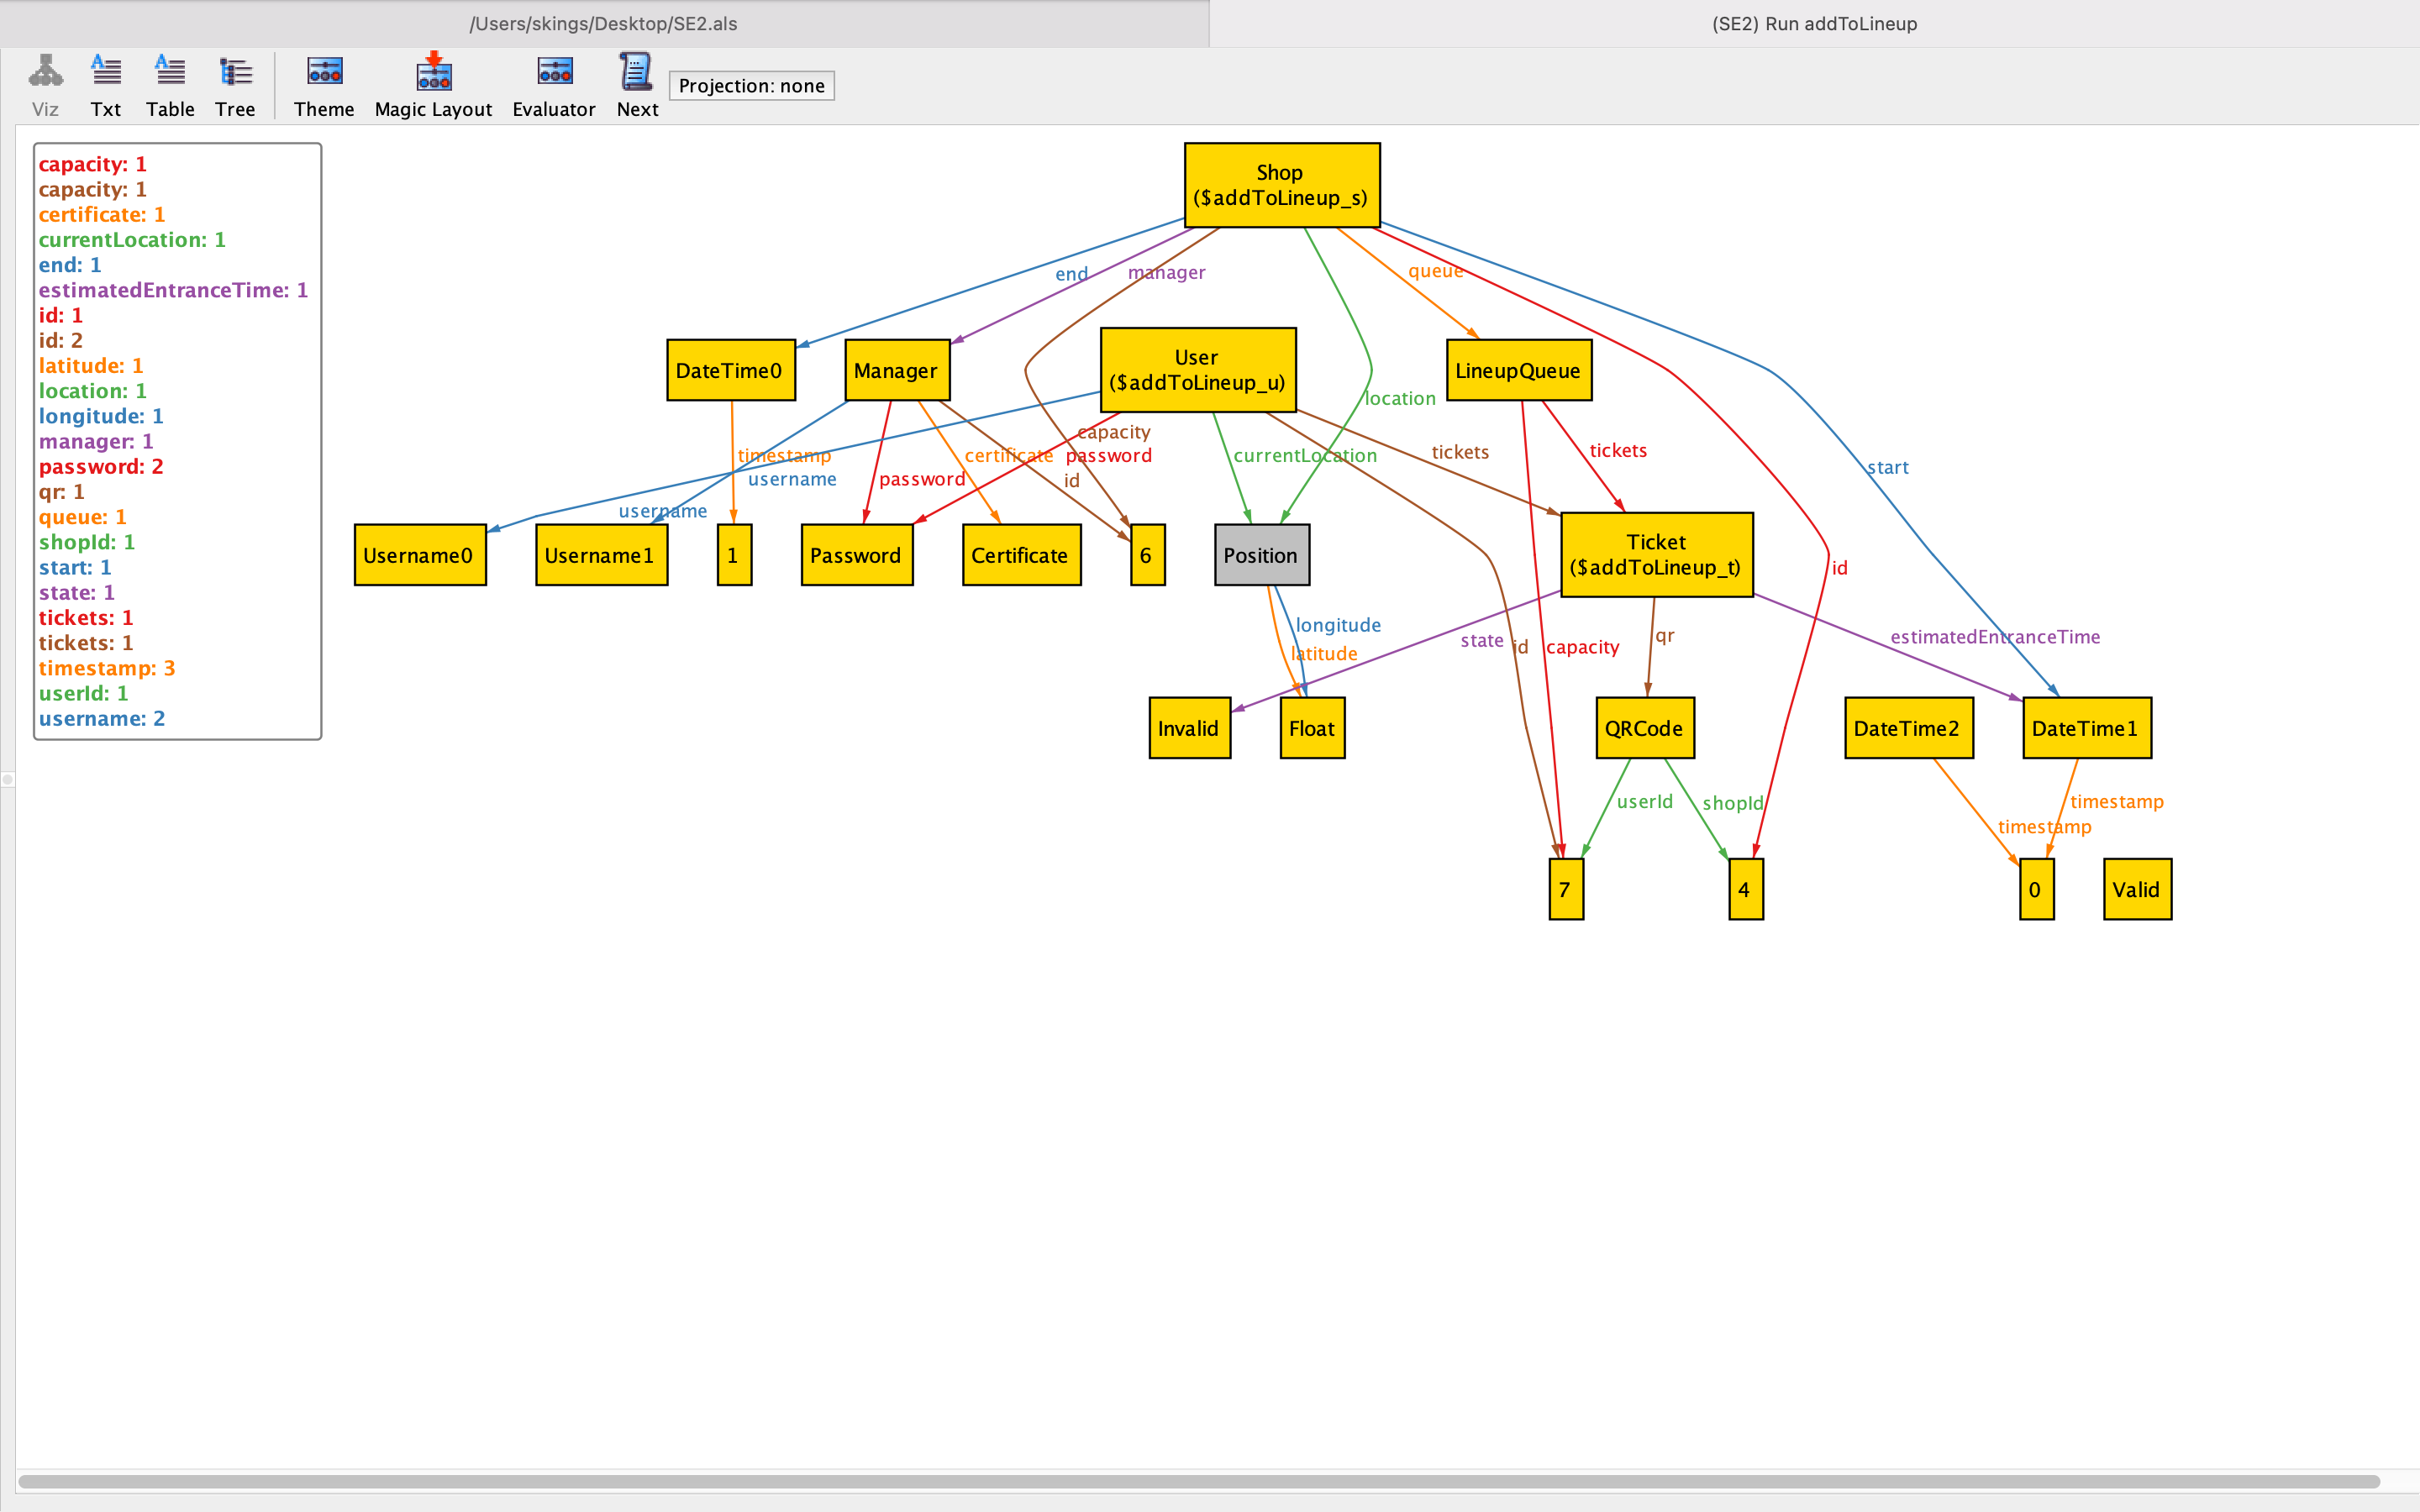 /Users/skings/Desktop/SE2.als
(SE2) Run addToLineup
Viz
Txt
Table
Tree
Theme
Magic Layout
Evaluator
Next
Projection: none
capacity: 1
capacity: 1
certificate: 1
currentLocation: 1
end: 1
estimatedEntranceTime: 1
id: 1
id: 2
latitude: 1
location: 1
longitude: 1
manager: 1
password: 2
qr: 1
queue: 1
shopId: 1
start: 1
state: 1
tickets: 1
tickets: 1
timestamp: 3
userId: 1
username: 2
Shop
($addToLineup_s)
end
manager
queue
DateTime0
Manager
User
($addToLineup_u)
LineupQueue
location
capacity
timestamp
certificate
password
currentLocation
tickets
tickets
start
username
password
id
username
Username0
Username1
1
Password
Certificate
6
Position
Ticket
($addToLineup_t)
id
longitude
latitude
state
id
capacity
qr
estimatedEntranceTime
Invalid
Float
QRCode
DateTime2
DateTime1
userId
shopId
timestamp
timestamp
7
4
0
Valid